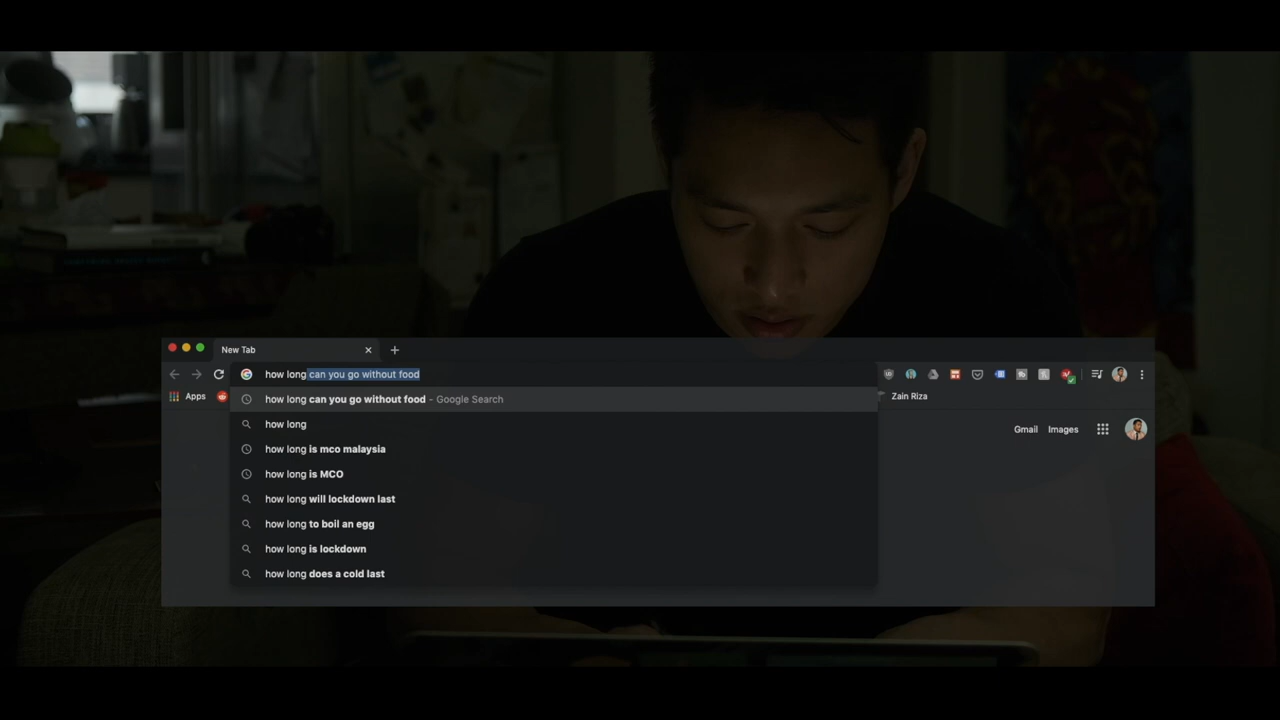 New Tab
how long can you go without food
Apps
Zain Riza
how long can you go without food - Google Search
how long
Gmail Images
how long is mco malaysia
how long is MCO
how long will lockdown last
how long to boil an egg
how long is lockdown
how long does a cold last